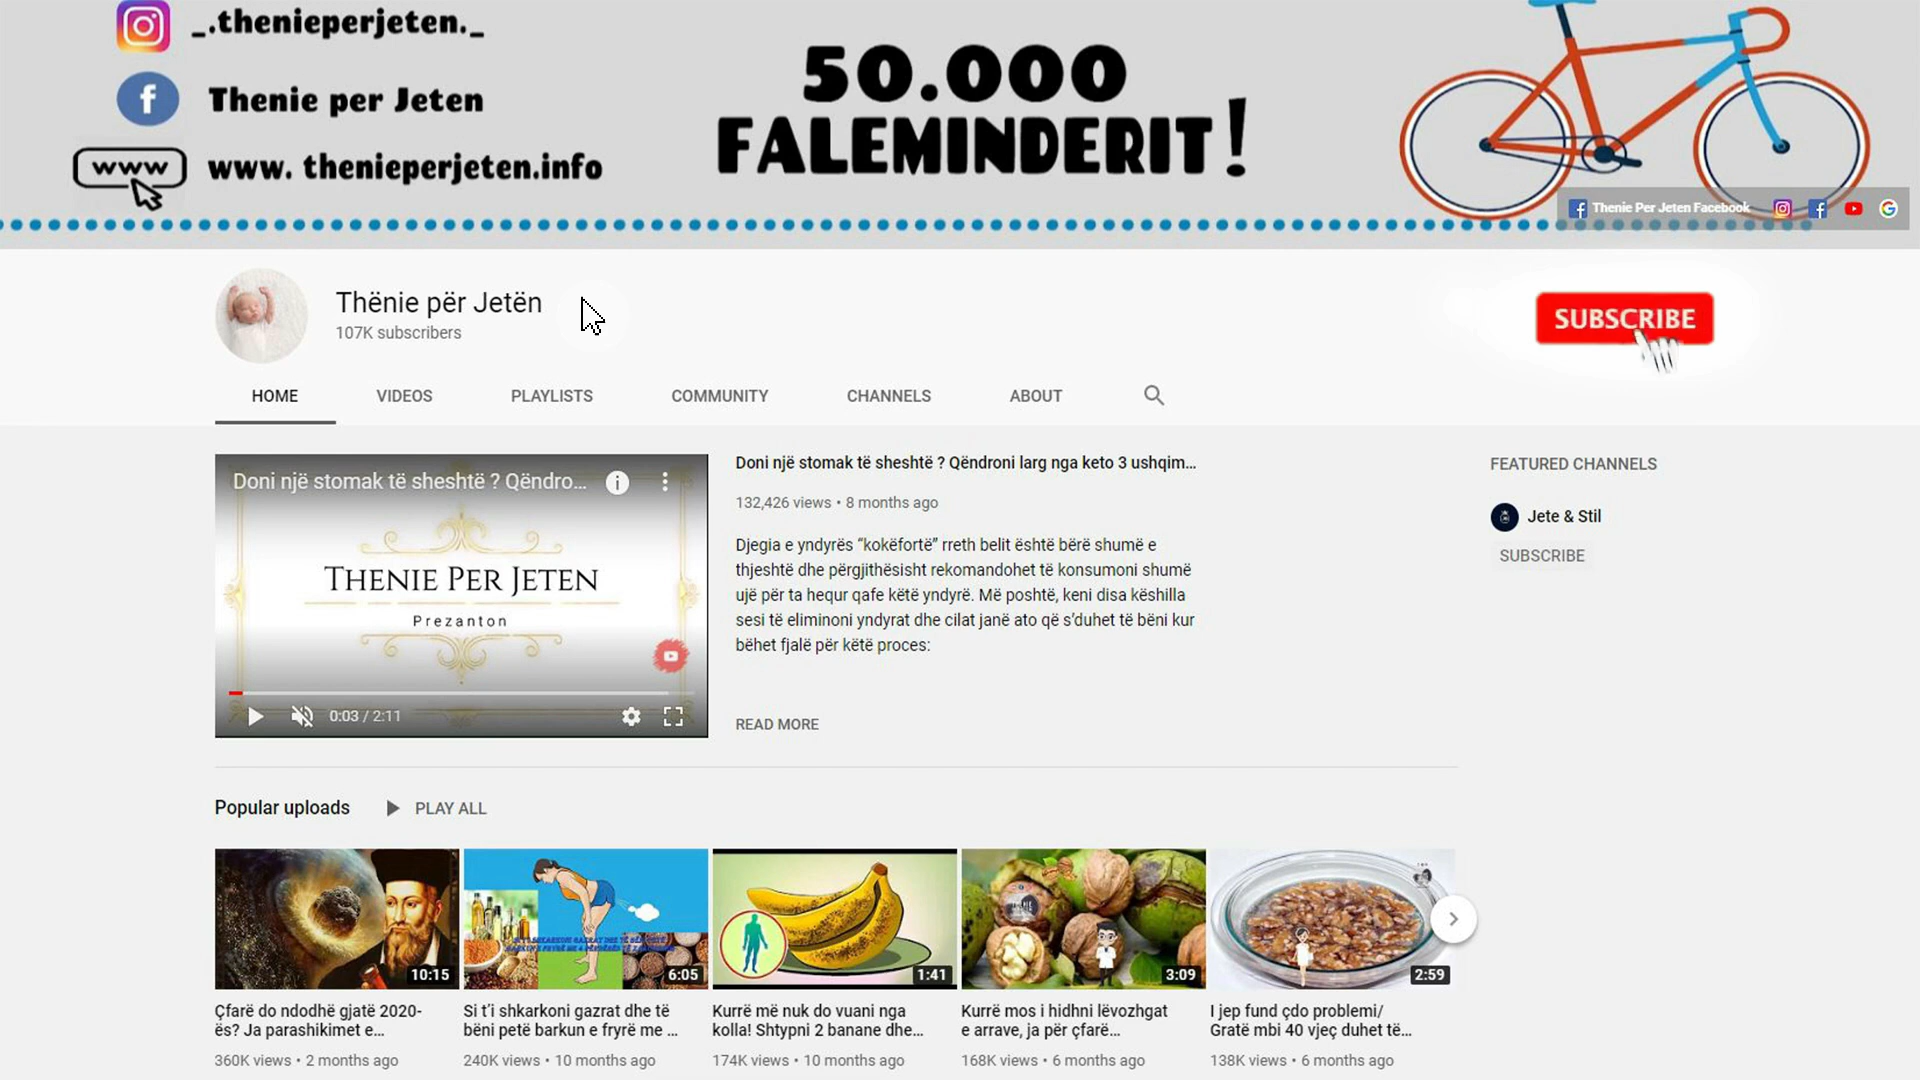 _.thenieperjeten._
Thenie per Jeten
www
www. thenieperjeten.info
50.000
FALEMINDERIT!
Thenie Per Jeten Facebook
Thënie për Jetën
107K subscribers
SUBSCRIBE
HOME
VIDEOS
PLAYLISTS
COMMUNITY
CHANNELS
ABOUT
Doni një stomak të sheshtë ? Qëndro...
THENIE PER JETEN
Prezanton
0:03 / 2:11
Doni një stomak të sheshtë ? Qëndroni larg nga keto 3 ushqim...
132,426 views • 8 months ago
Djegia e yndyrës “kokëfortë” rreth belit është bërë shumë e
thjeshtë dhe përgjithësisht rekomandohet të konsumoni shumë
ujë për ta hequr qafe këtë yndyrë. Më poshtë, keni disa këshilla
sesi të eliminoni yndyrat dhe cilat janë ato që s’duhet të bëni kur
bëhet fjalë për këtë proces:
READ MORE
FEATURED CHANNELS
Jete & Stil
SUBSCRIBE
Popular uploads
PLAY ALL
10:15
6:05
1:41
3:09
2:59
Çfarë do ndodhë gjatë 2020-
ës? Ja parashikimet e...
360K views • 2 months ago
Si t’i shkarkoni gazrat dhe të
bëni petë barkun e fryrë me ...
240K views • 10 months ago
Kurrë më nuk do vuani nga
kolla! Shtypni 2 banane dhe...
174K views • 10 months ago
Kurrë mos i hidhni lëvozhgat
e arrave, ja për çfarë...
168K views • 6 months ago
I jep fund çdo problemi/
Gratë mbi 40 vjeç duhet të...
138K views • 6 months ago